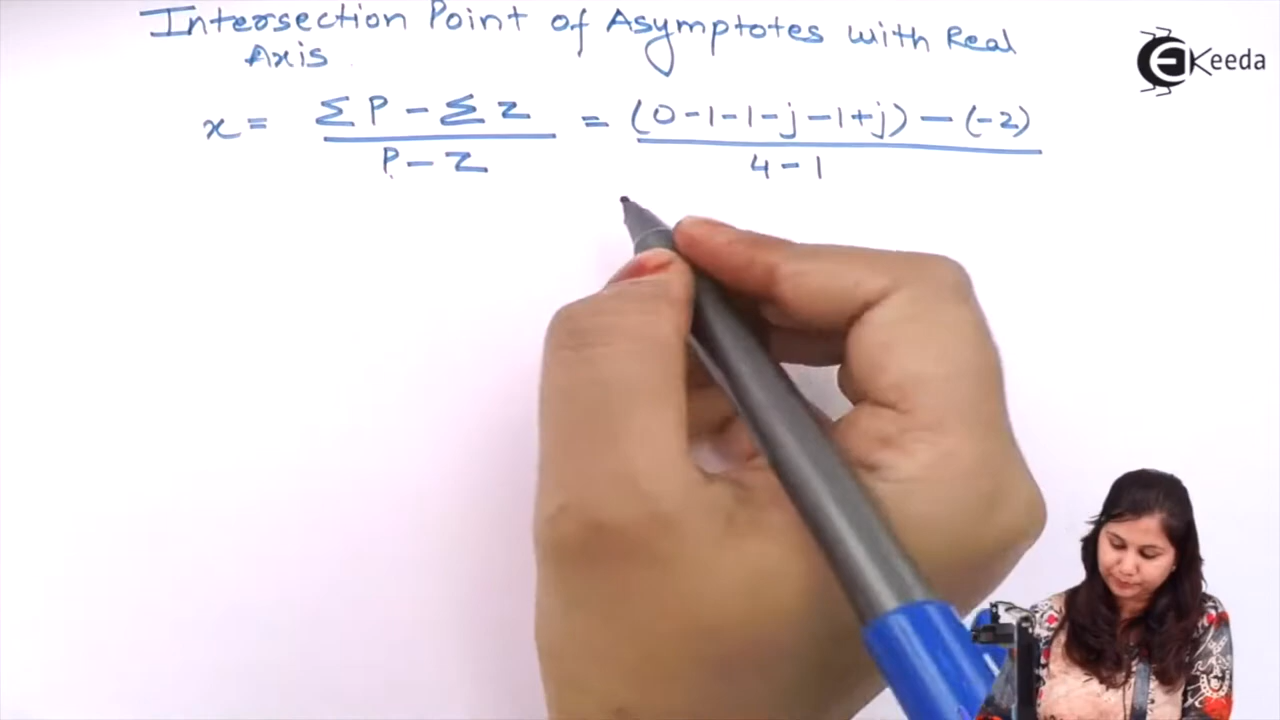 Intersection Point of Asymptotes with Real
Axis
x = ΣP - ΣZ / P - Z = (0-1-1-j-1+j) - (-2) / 4-1
EKeeda